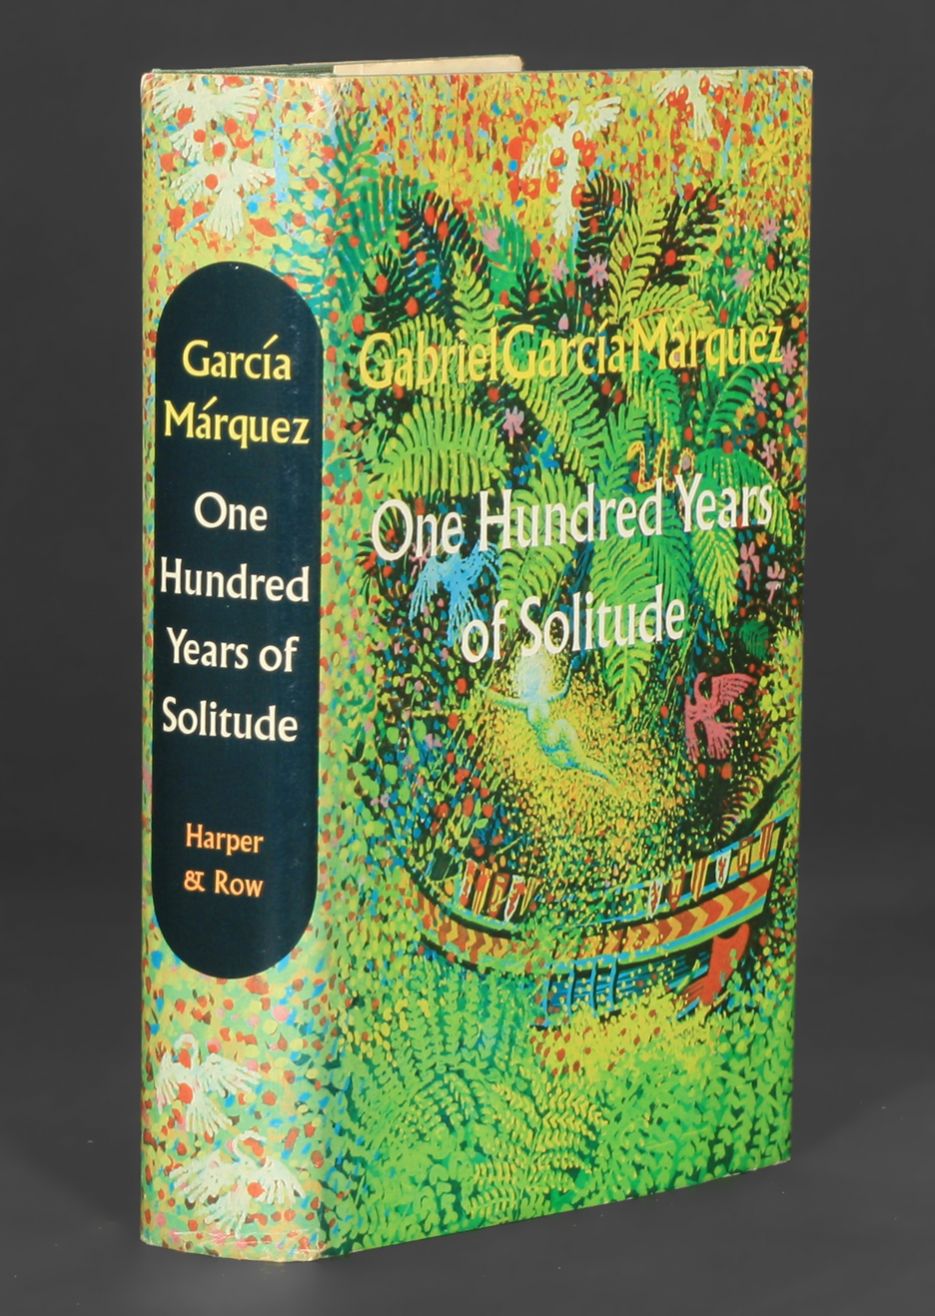 García
Márquez
One
Hundred
Years of
Solitude
Harper
& Row
Gabriel García Márquez
One Hundred Years
of Solitude